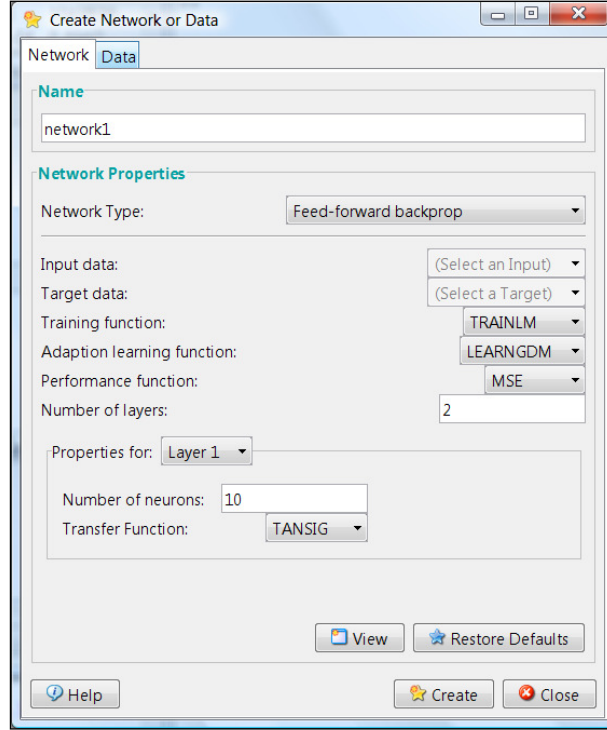 Create Network or Data
Network Data
Name
network1
Network Properties
Network Type: Feed-forward backprop
Input data: (Select an Input)
Target data: (Select a Target)
Training function: TRAINLM
Adaption learning function: LEARNGDM
Performance function: MSE
Number of layers: 2
Properties for: Layer 1
Number of neurons: 10
Transfer Function: TANSIG
View Restore Defaults
Help Create Close